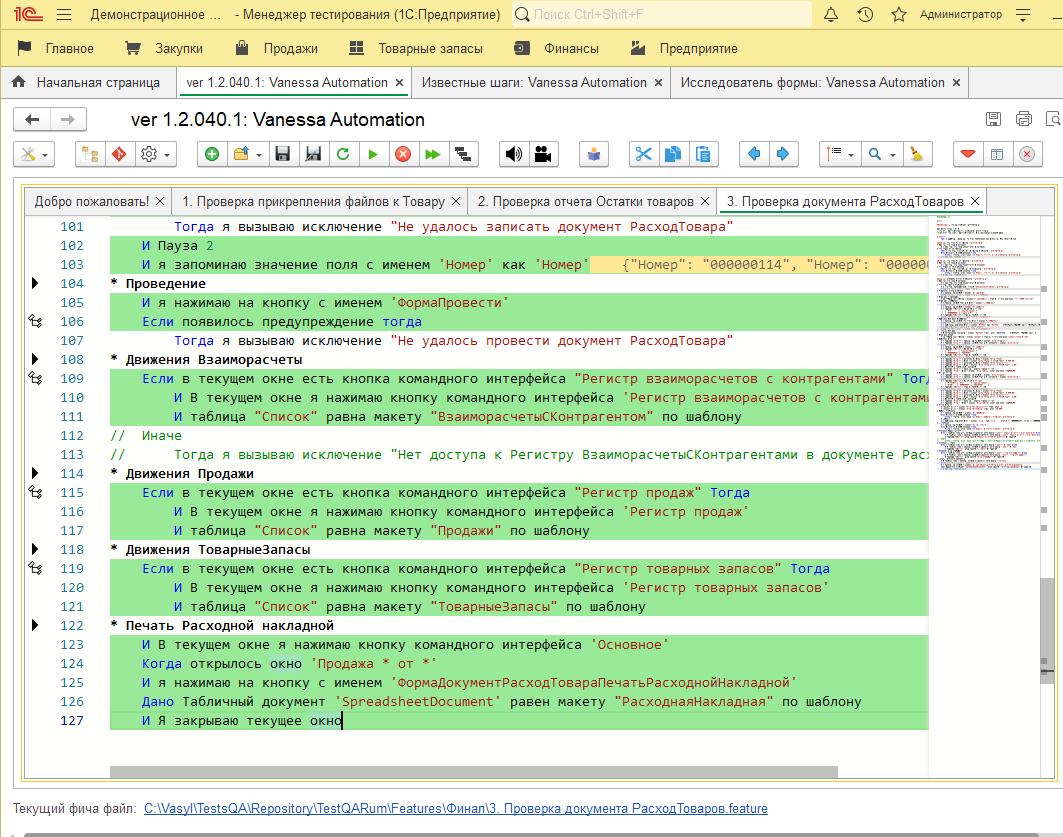 1С Демонстрационное ... - Менеджер тестирования (1С:Предприятие) Поиск Ctrl+Shift+F Администратор
Главное Закупки Продажи Товарные запасы Финансы Предприятие
Начальная страница ver 1.2.040.1: Vanessa Automation × Известные шаги: Vanessa Automation × Исследователь формы: Vanessa Automation ×
ver 1.2.040.1: Vanessa Automation
Добро пожаловать! × 1. Проверка прикрепления файлов к Товару × 2. Проверка отчета Остатки товаров × 3. Проверка документа РасходТоваров ×
101 Тогда я вызываю исключение "Не удалось записать документ РасходТовара"
102 И Пауза 2
103 И я запоминаю значение поля с именем 'Номер' как 'Номер' {"Номер": "000000114", "Номер": "00000
104 * Проведение
105 И я нажимаю на кнопку с именем 'ФормаПровести'
106 Если появилось предупреждение тогда
107 Тогда я вызываю исключение "Не удалось провести документ РасходТовара"
108 * Движения Взаиморасчеты
109 Если в текущем окне есть кнопка командного интерфейса "Регистр взаиморасчетов с контрагентами" Тог
110 И В текущем окне я нажимаю кнопку командного интерфейса 'Регистр взаиморасчетов с контрагентами
111 И таблица "Список" равна макету "ВзаиморасчетыСКонтрагентом" по шаблону
112 // Иначе
113 // Тогда я вызываю исключение "Нет доступа к Регистру ВзаиморасчетыСКонтрагентами в документе Рас
114 * Движения Продажи
115 Если в текущем окне есть кнопка командного интерфейса "Регистр продаж" Тогда
116 И В текущем окне я нажимаю кнопку командного интерфейса 'Регистр продаж'
117 И таблица "Список" равна макету "Продажи" по шаблону
118 * Движения ТоварныеЗапасы
119 Если в текущем окне есть кнопка командного интерфейса "Регистр товарных запасов" Тогда
120 И В текущем окне я нажимаю кнопку командного интерфейса 'Регистр товарных запасов'
121 И таблица "Список" равна макету "ТоварныеЗапасы" по шаблону
122 * Печать Расходной накладной
123 И В текущем окне я нажимаю кнопку командного интерфейса 'Основное'
124 Когда открылось окно 'Продажа * от *'
125 И я нажимаю на кнопку с именем 'ФормаДокументРасходТовараПечатьРасходнойНакладной'
126 Дано Табличный документ 'SpreadsheetDocument' равен макету "РасходнаяНакладная" по шаблону
127 И Я закрываю текущее окно
Текущий фича файл: C:\Vasyl\TestsQA\Repository\TestQARum\Features\Финал\3. Проверка документа РасходТоваров.feature